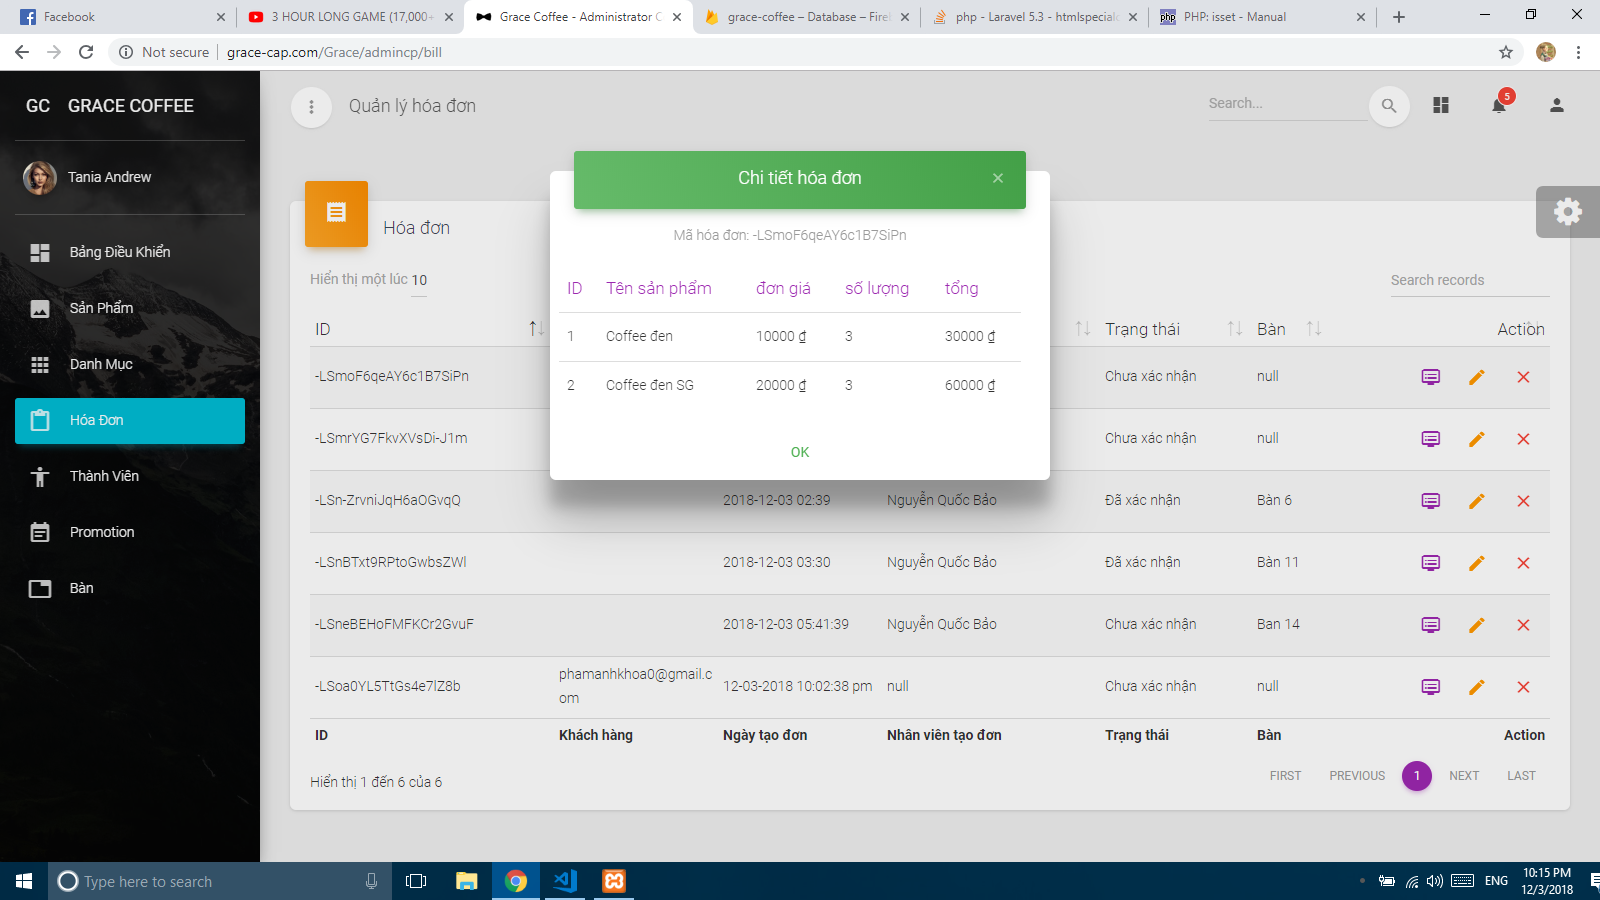 Facebook
3 HOUR LONG GAME (17,000+
Grace Coffee - Administrator C
grace-coffee – Database – Fire
php - Laravel 5.3 - htmlspecialc
php
PHP: isset - Manual
Not secure
grace-cap.com/Grace/admincp/bill
GC GRACE COFFEE
Tania Andrew
Bảng Điều Khiển
Sản Phẩm
Danh Mục
Hóa Đơn
Thành Viên
Promotion
Bàn
Quản lý hóa đơn
Search...
5
Chi tiết hóa đơn
Mã hóa đơn: -LSmoF6qeAY6c1B7SiPn
ID Tên sản phẩm đơn giá số lượng tổng
1 Coffee đen 10000 ₫ 3 30000 ₫
2 Coffee đen SG 20000 ₫ 3 60000 ₫
OK
Hóa đơn
Hiển thị một lúc 10
Search records
ID Trạng thái Bàn Action
-LSmoF6qeAY6c1B7SiPn Chưa xác nhận null
-LSmrYG7FkvXVsDi-J1m Chưa xác nhận null
-LSn-ZrvniJqH6aOGvqQ 2018-12-03 02:39 Nguyễn Quốc Bảo Đã xác nhận Bàn 6
-LSnBTxt9RPtoGwbsZWl 2018-12-03 03:30 Nguyễn Quốc Bảo Đã xác nhận Bàn 11
-LSneBEHoFMFKCr2GvuF 2018-12-03 05:41:39 Nguyễn Quốc Bảo Chưa xác nhận Ban 14
-LSoa0YL5TtGs4e7lZ8b phamanhkhoa0@gmail.c
om 12-03-2018 10:02:38 pm null Chưa xác nhận null
ID Khách hàng Ngày tạo đơn Nhân viên tạo đơn Trạng thái Bàn Action
Hiển thị 1 đến 6 của 6
FIRST PREVIOUS 1 NEXT LAST
Type here to search
ENG
10:15 PM
12/3/2018